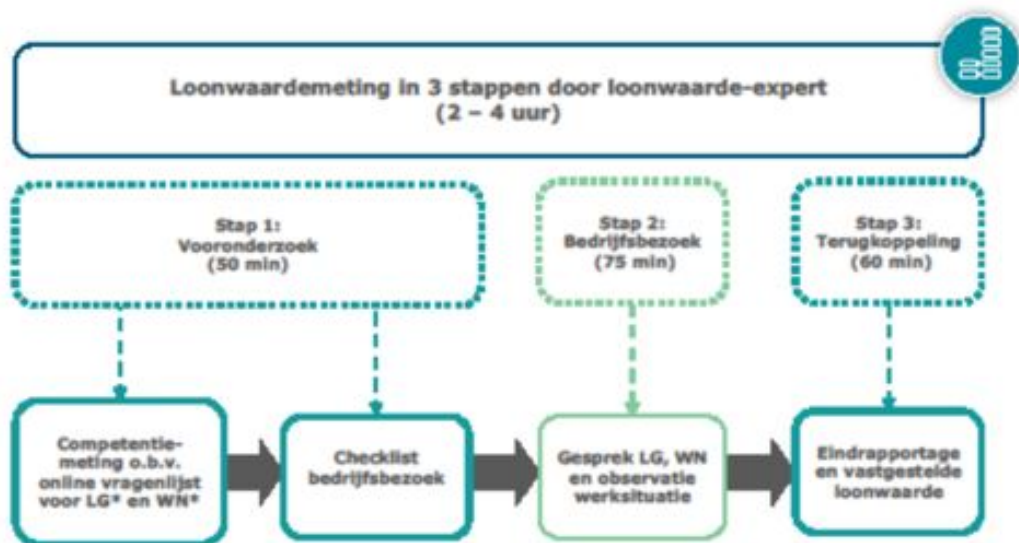 Loonwaardemeting in 3 stappen door loonwaarde-expert
(2 – 4 uur)
Stap 1:
Vooronderzoek
(50 min)
Stap 2:
Bedrijfsbezoek
(75 min)
Stap 3:
Terugkoppeling
(60 min)
Competentie-
meting o.b.v.
online vragenlijst
voor LG* en WN*
Checklist
bedrijfsbezoek
Gesprek LG, WN
en observatie
werksituatie
Eindrapportage
en vastgestelde
loonwaarde